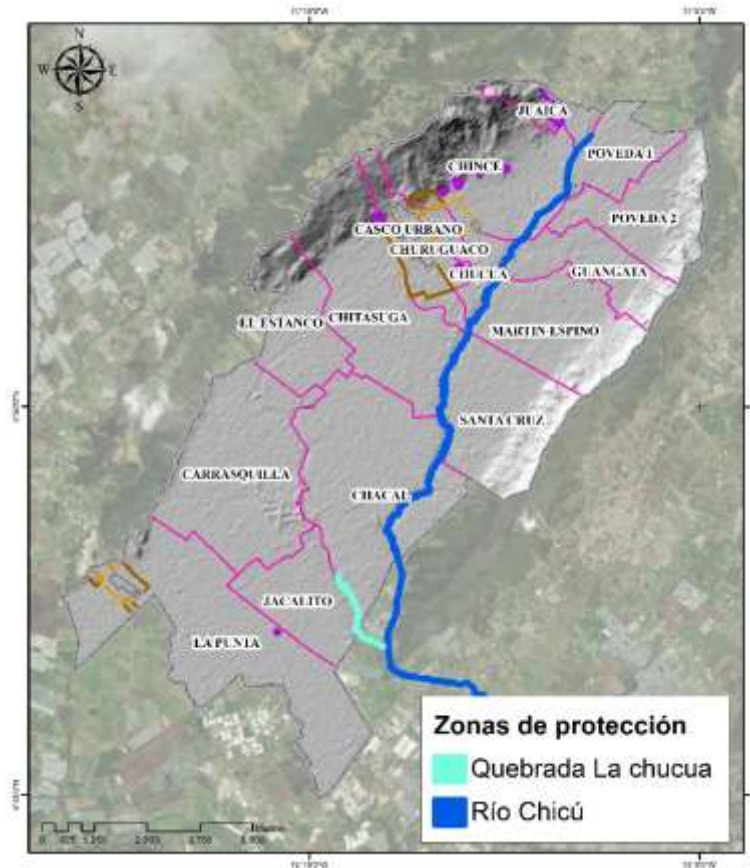 N
W E
S
JUAICA
POVEDA 1
CHINCE
POVEDA 2
CASCO URBANO
CHURUGUACO
CHUCUA
GUANGATA
EL ESTANCO
CHITASUGA
MARTIN ESPINO
SANTA CRUZ
CARRASQUILLA
CHACAL
JACALITO
LA PUNTA
Zonas de protección
Quebrada La chucua
Río Chicú